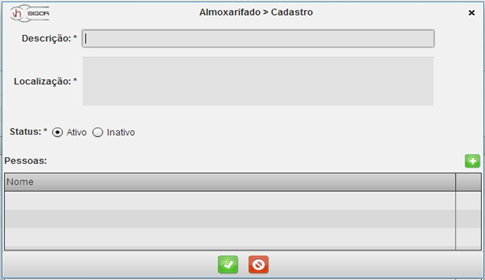 SIGOR
Almoxarifado > Cadastro
Descrição: *
Localização: *
Status: * Ativo Inativo
Pessoas:
Nome